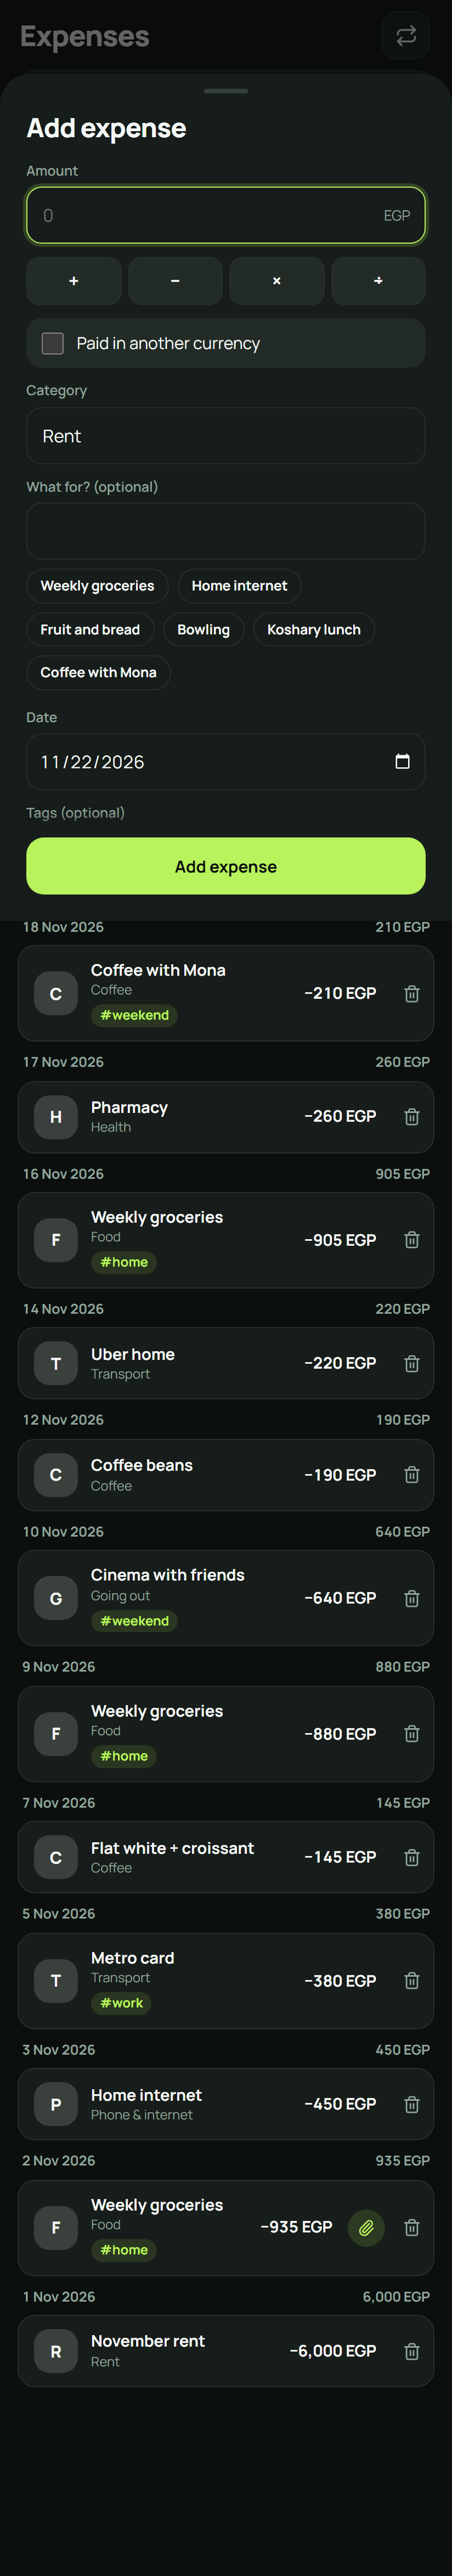 Expenses
Add expense
Amount
0 EGP
+ − × ÷
Paid in another currency
Category
Rent
What for? (optional)
Weekly groceries Home internet
Fruit and bread Bowling Koshary lunch
Coffee with Mona
Date
11/22/2026
Tags (optional)
Add expense
18 Nov 2026 210 EGP
C Coffee with Mona −210 EGP
Coffee
#weekend
17 Nov 2026 260 EGP
H Pharmacy −260 EGP
Health
16 Nov 2026 905 EGP
F Weekly groceries −905 EGP
Food
#home
14 Nov 2026 220 EGP
T Uber home −220 EGP
Transport
12 Nov 2026 190 EGP
C Coffee beans −190 EGP
Coffee
10 Nov 2026 640 EGP
G Cinema with friends −640 EGP
Going out
#weekend
9 Nov 2026 880 EGP
F Weekly groceries −880 EGP
Food
#home
7 Nov 2026 145 EGP
C Flat white + croissant −145 EGP
Coffee
5 Nov 2026 380 EGP
T Metro card −380 EGP
Transport
#work
3 Nov 2026 450 EGP
P Home internet −450 EGP
Phone & internet
2 Nov 2026 935 EGP
F Weekly groceries −935 EGP
Food
#home
1 Nov 2026 6,000 EGP
R November rent −6,000 EGP
Rent